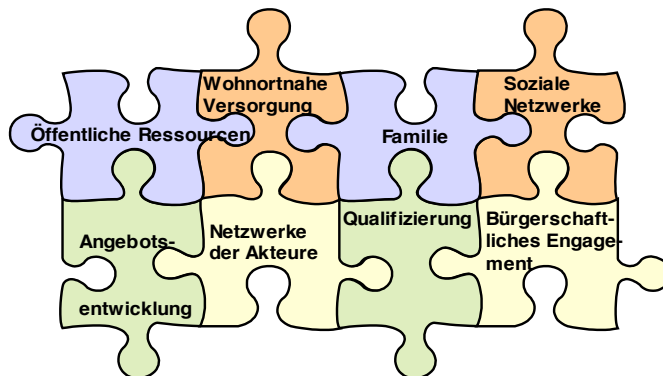 Wohnortnahe
Versorgung
Soziale
Netzwerke
Öffentliche Ressourcen
Familie
Angebots-
entwicklung
Netzwerke
der Akteure
Qualifizierung
Bürgerschaft-
liches Engage-
ment